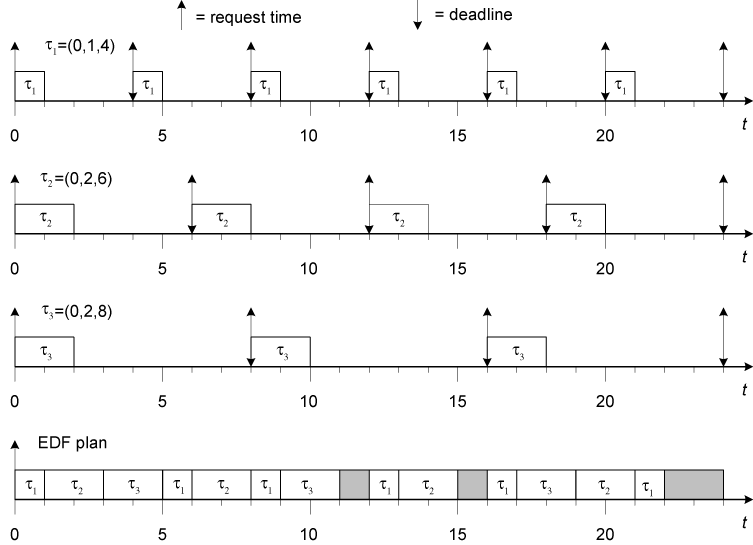 = request time
= deadline
τ1=(0,1,4)
τ1 τ1 τ1 τ1 τ1 τ1
0 5 10 15 20 t
τ2=(0,2,6)
τ2 τ2 τ2 τ2
0 5 10 15 20 t
τ3=(0,2,8)
τ3 τ3 τ3
0 5 10 15 20 t
EDF plan
τ1 τ2 τ3 τ1 τ2 τ1 τ3 τ1 τ2 τ1 τ3 τ2 τ1
0 5 10 15 20 t